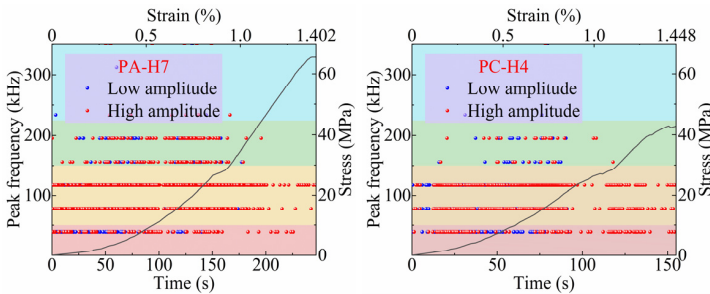 Strain (%)
0 0.5 1.0 1.402
PA-H7
Low amplitude
High amplitude
Peak frequency (kHz)
300
200
100
0
Stress (MPa)
60
40
20
0
0 50 100 150 200
Time (s)
Strain (%)
0 0.5 1.0 1.448
PC-H4
Low amplitude
High amplitude
Peak frequency (kHz)
300
200
100
0
Stress (MPa)
60
40
20
0
0 50 100 150
Time (s)